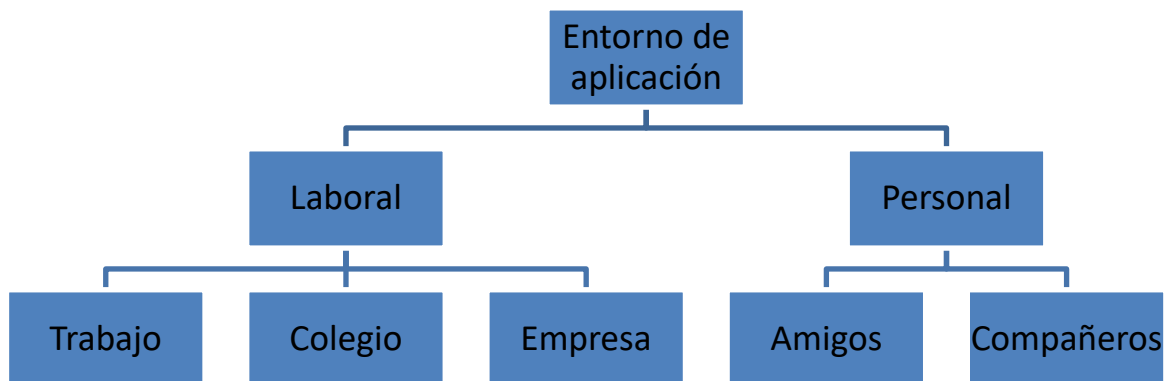 Entorno de
aplicación
Laboral
Personal
Trabajo
Colegio
Empresa
Amigos
Compañeros